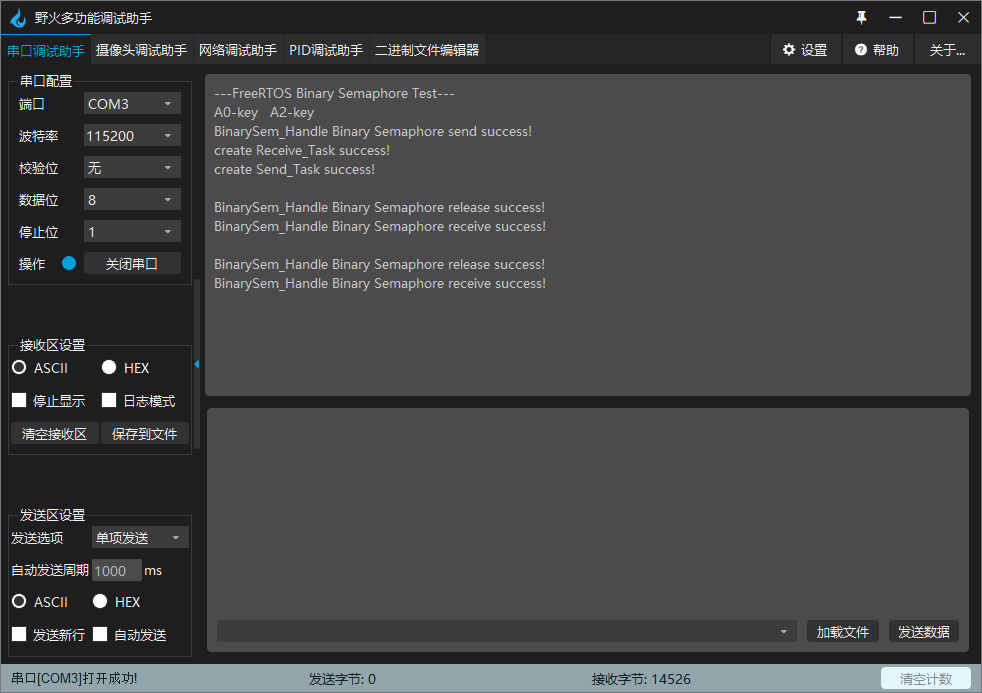 野火多功能调试助手
串口调试助手 摄像头调试助手 网络调试助手 PID调试助手 二进制文件编辑器 设置 帮助 关于...
串口配置
端口 COM3
波特率 115200
校验位 无
数据位 8
停止位 1
操作 关闭串口
接收区设置
ASCII HEX
停止显示 日志模式
清空接收区 保存到文件
发送区设置
发送选项 单项发送
自动发送周期 1000 ms
ASCII HEX
发送新行 自动发送
---FreeRTOS Binary Semaphore Test---
A0-key A2-key
BinarySem_Handle Binary Semaphore send success!
create Receive_Task success!
create Send_Task success!
BinarySem_Handle Binary Semaphore release success!
BinarySem_Handle Binary Semaphore receive success!
BinarySem_Handle Binary Semaphore release success!
BinarySem_Handle Binary Semaphore receive success!
加载文件 发送数据
串口[COM3]打开成功! 发送字节: 0 接收字节: 14526 清空计数